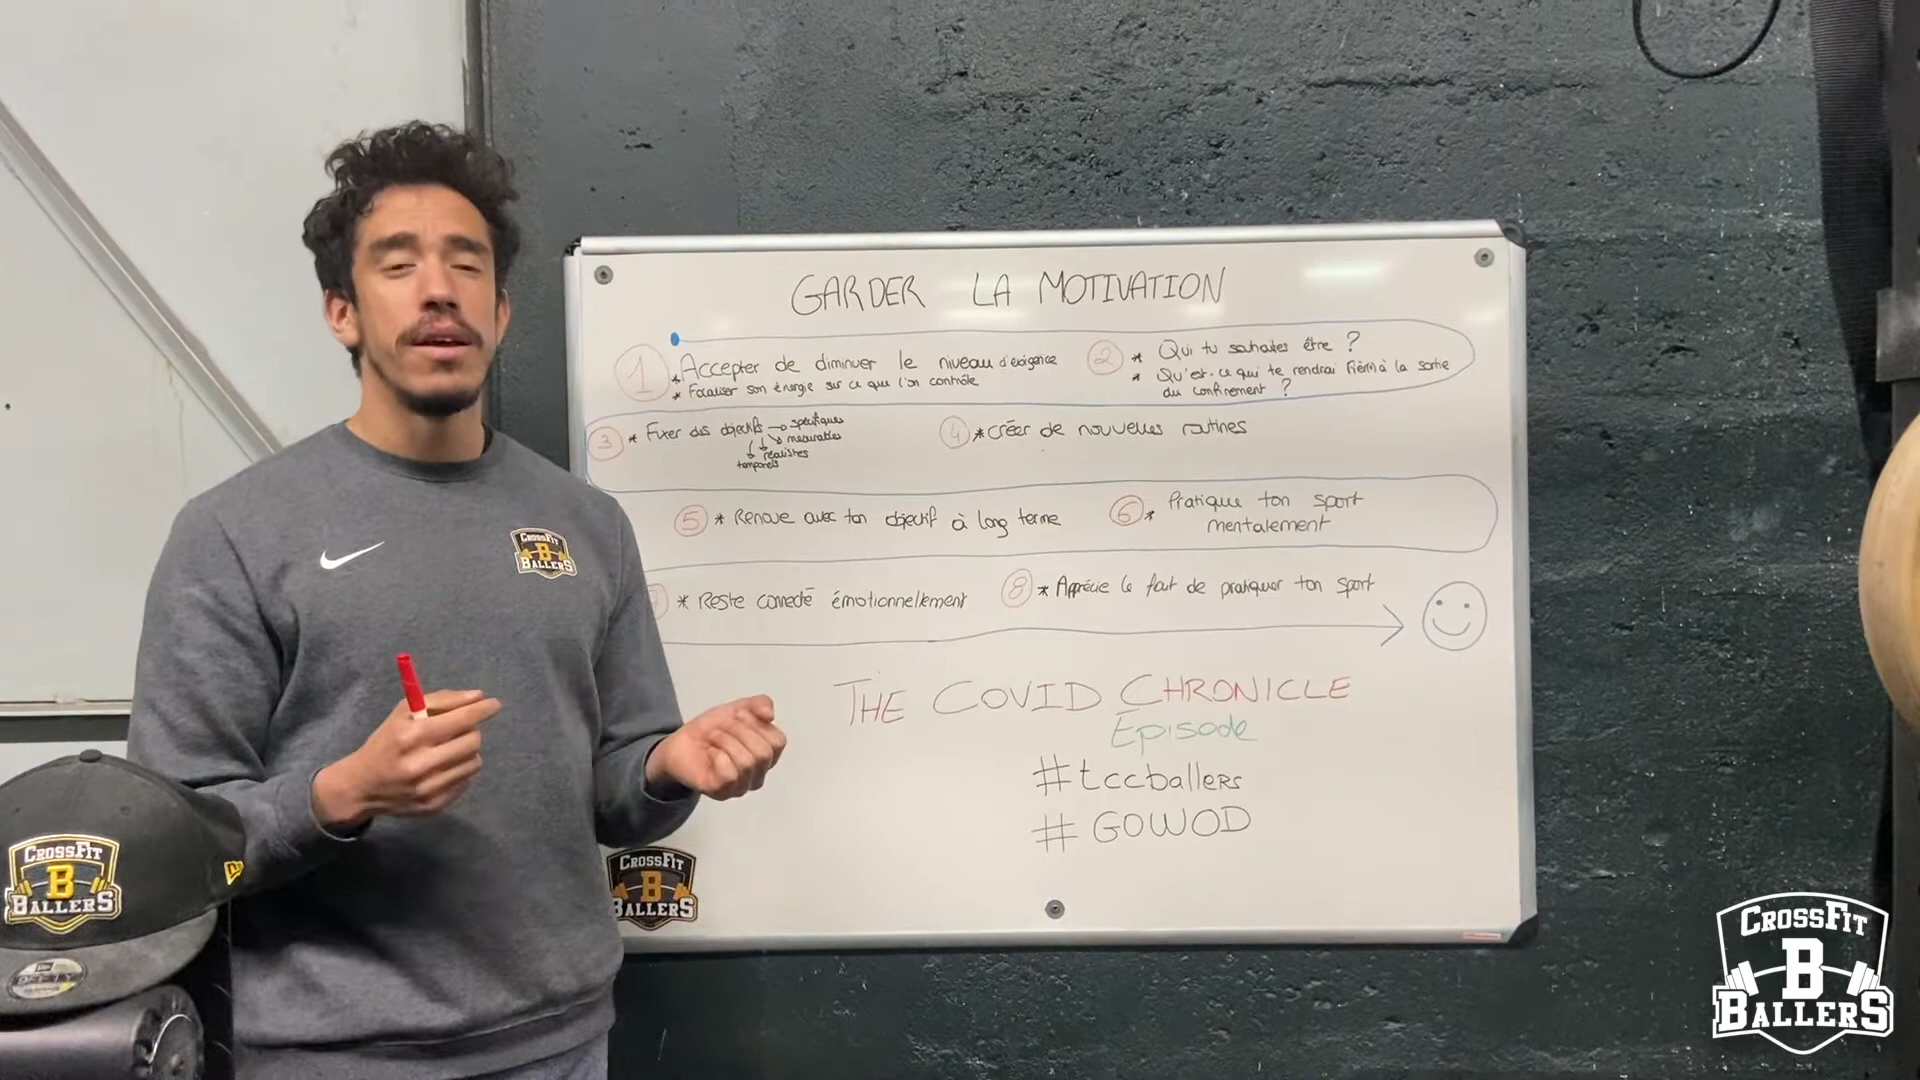 GARDER LA MOTIVATION
1 * Accepter de diminuer le niveau d'exigence
* Focaliser son énergie sur ce que l'on contrôle
2 * Qui tu souhaites être ?
* Qu'est-ce qui te rendrai fièr(e) à la sortie
du confinement ?
3 * Fixer des objectifs → spécifiques
mesurables
réalistes
temporels
4 * créer de nouvelles routines
5 * Renoue avec ton objectif à long terme
6 * Pratique ton sport
mentalement
* Reste connecté émotionnellement
8 * Apprécie le fait de pratiquer ton sport
THE COVID CHRONICLE
Episode
#tccballers
# GOWOD
CROSSFIT
B
BALLERS
CROSSFIT
B
BALLERS
CROSSFIT
B
BALLERS
CROSSFIT
B
BALLERS